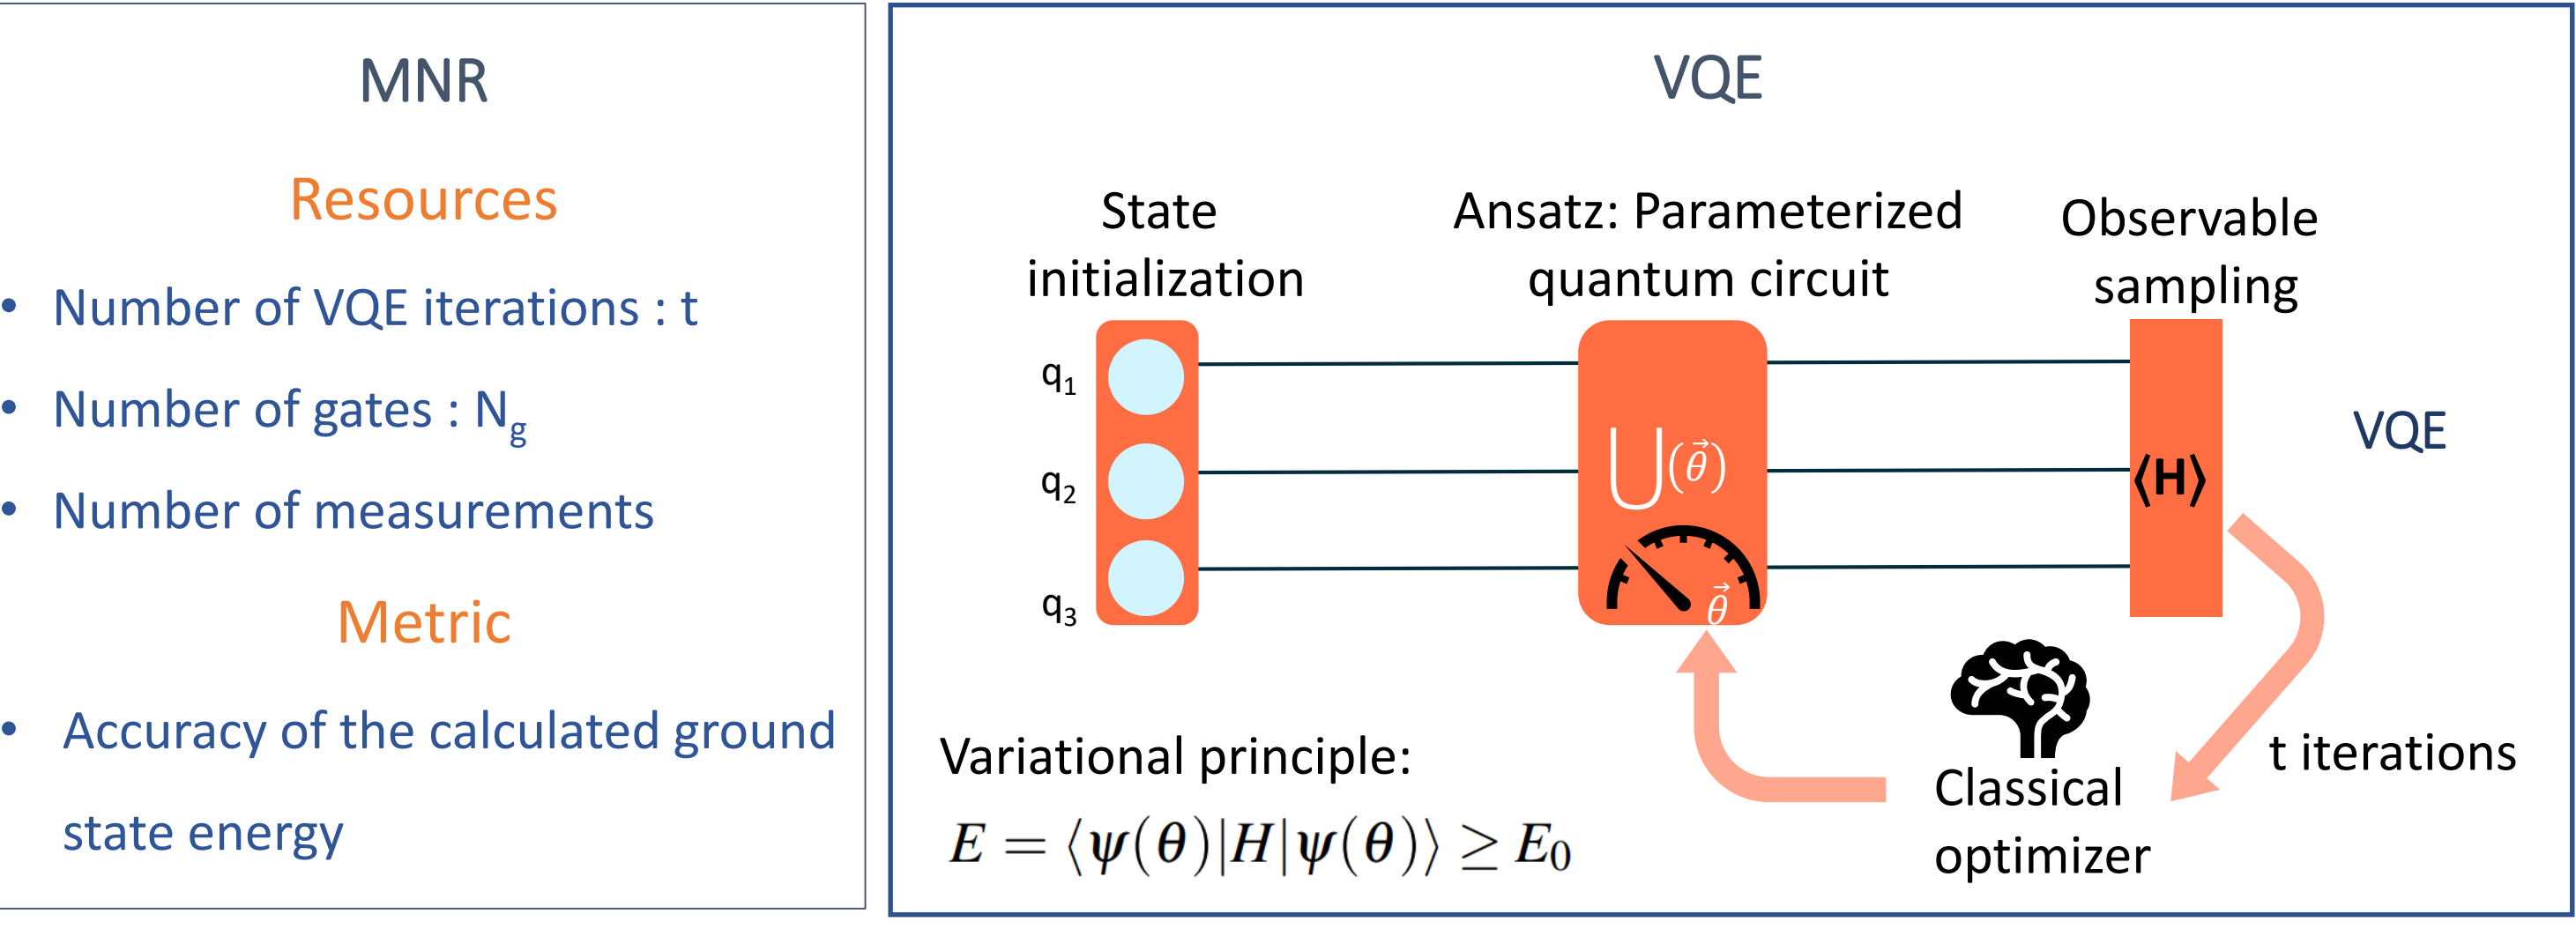 MNR
Resources
• Number of VQE iterations : t
• Number of gates : N_g
• Number of measurements
Metric
• Accuracy of the calculated ground
state energy
VQE
State
initialization
Ansatz: Parameterized
quantum circuit
Observable
sampling
q₁
q₂
q₃
U(θ⃗)
θ⃗
⟨H⟩
VQE
t iterations
Classical
optimizer
Variational principle:
E = ⟨ψ(θ)|H|ψ(θ)⟩ ≥ E₀